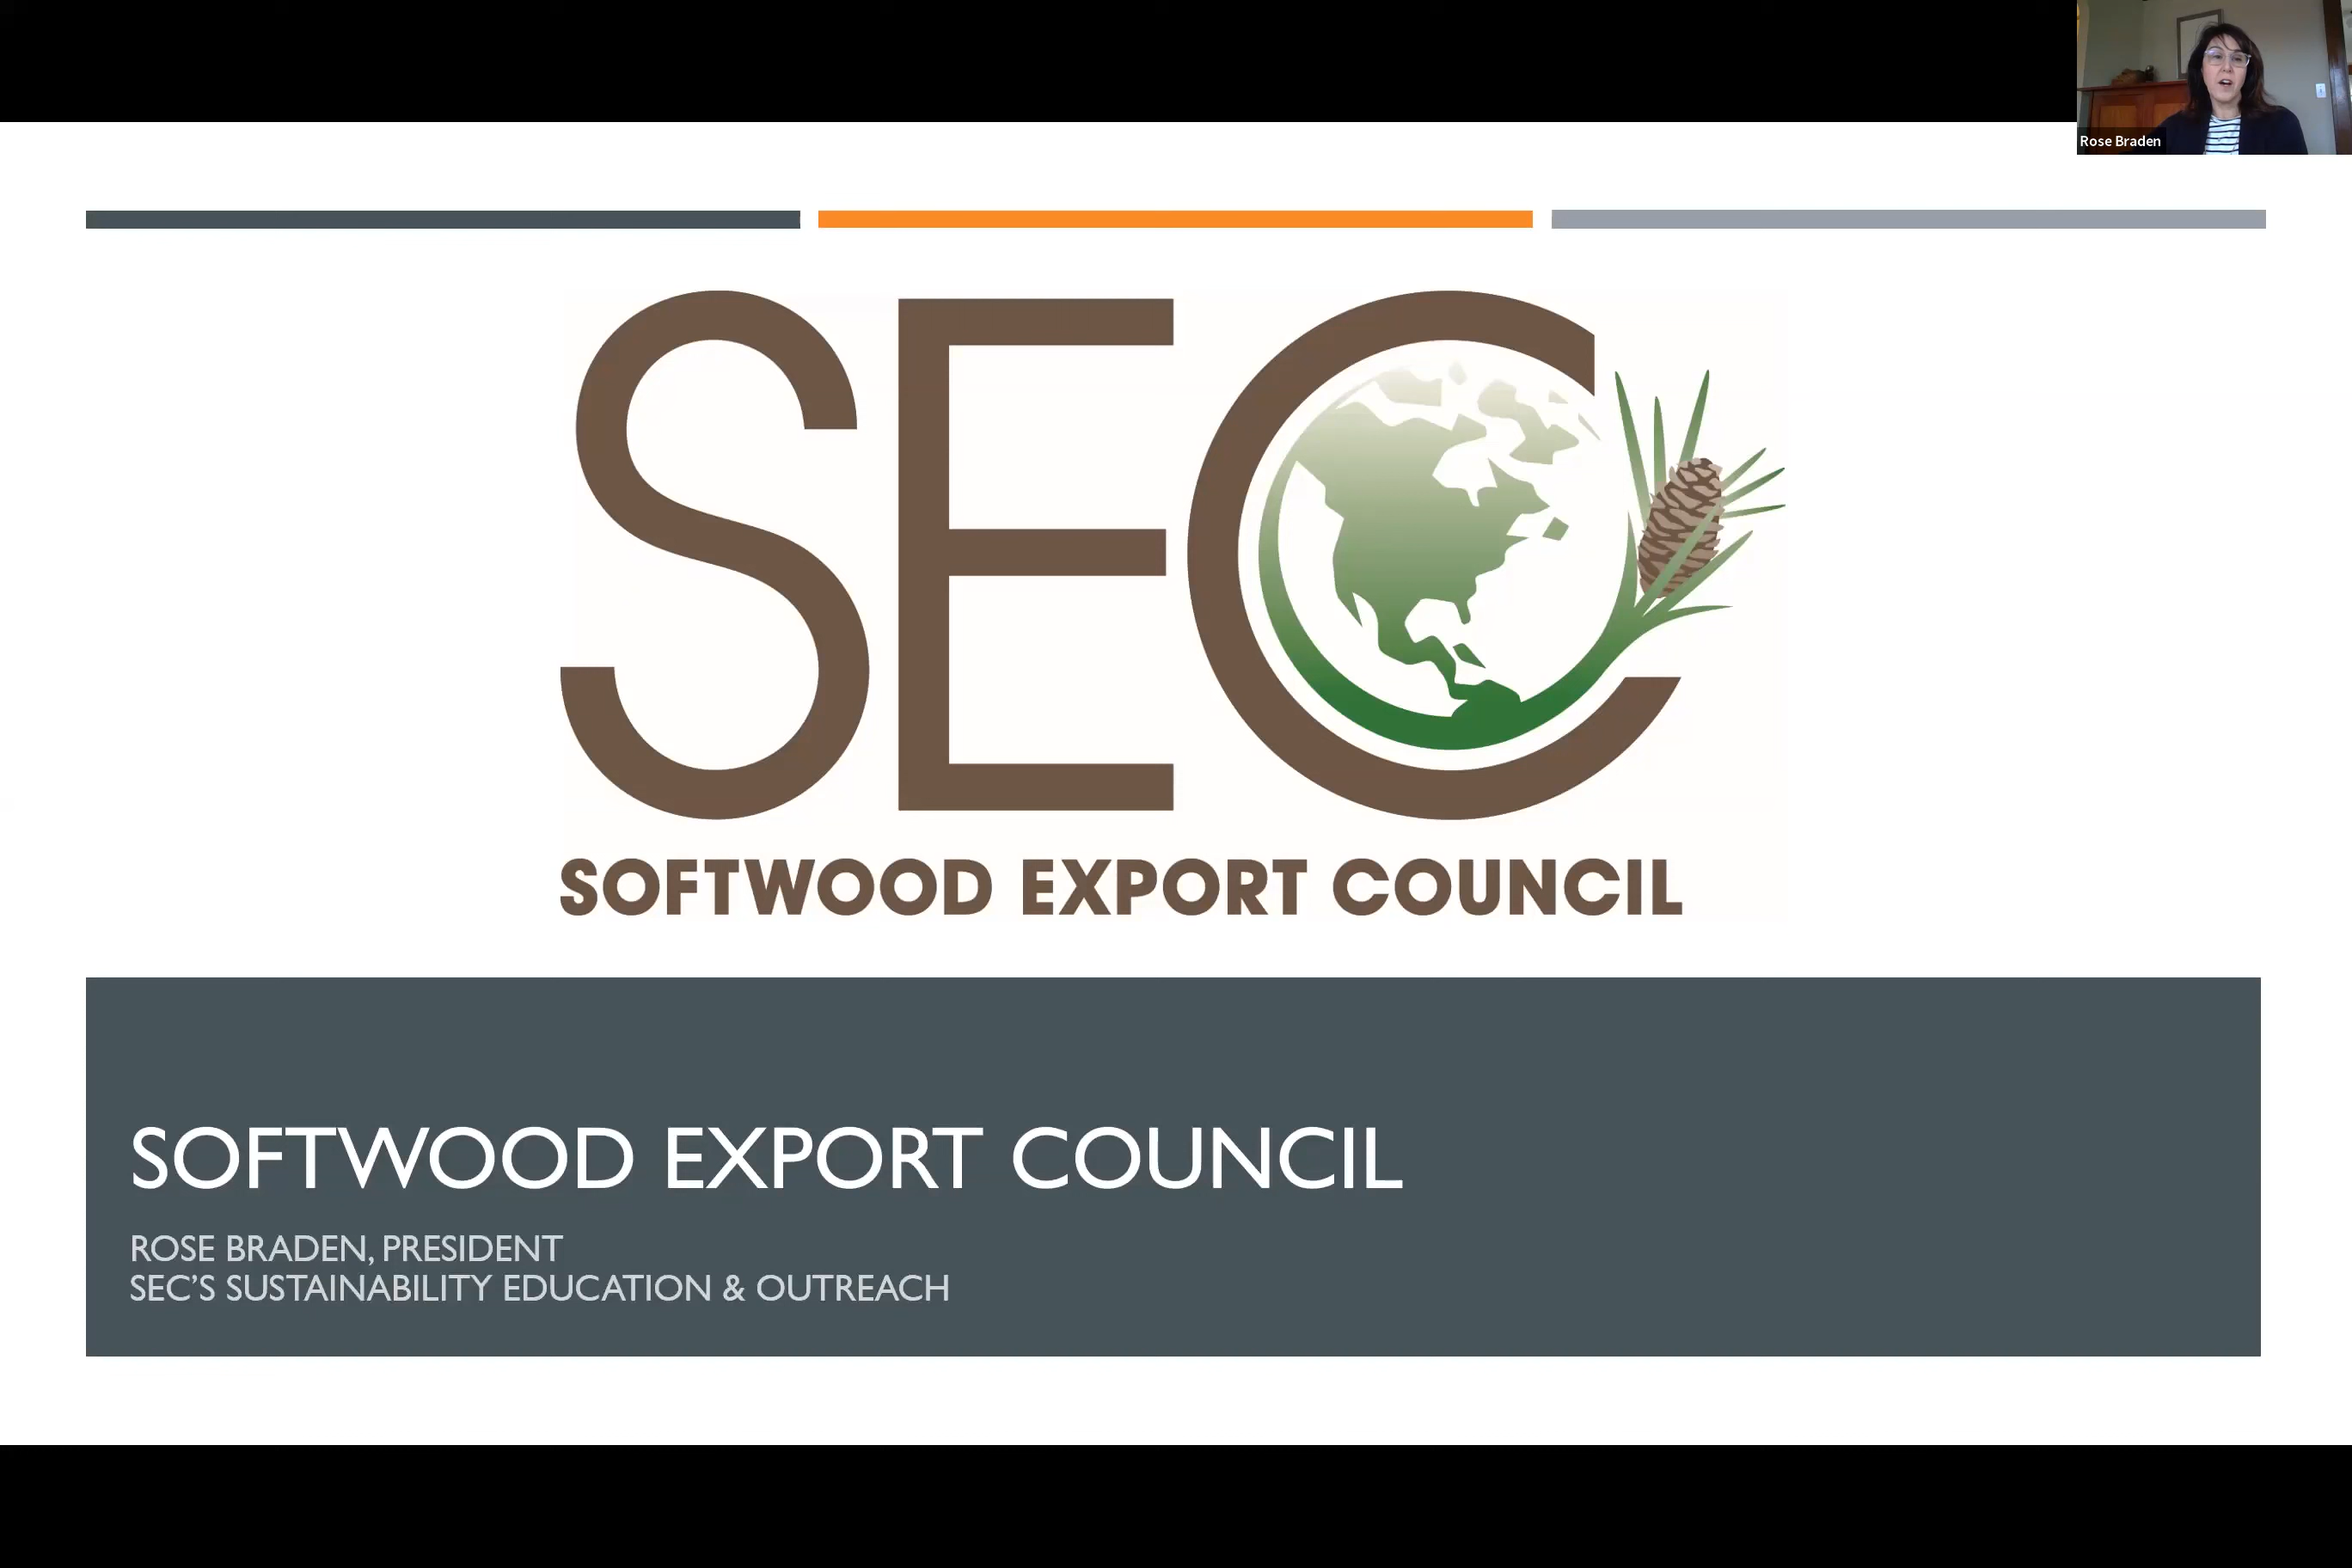 Rose Braden
SEC
SOFTWOOD EXPORT COUNCIL
SOFTWOOD EXPORT COUNCIL
ROSE BRADEN, PRESIDENT
SEC’S SUSTAINABILITY EDUCATION & OUTREACH